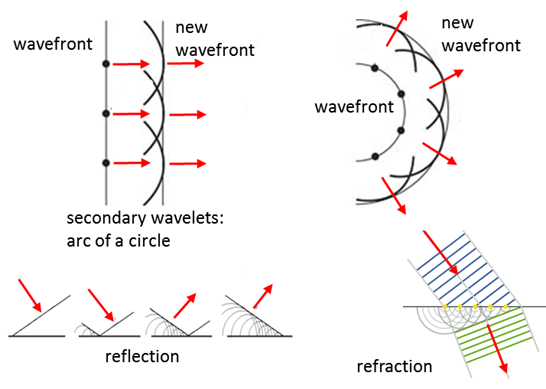 wavefront
new
wavefront
new
wavefront
wavefront
secondary wavelets:
arc of a circle
reflection
refraction